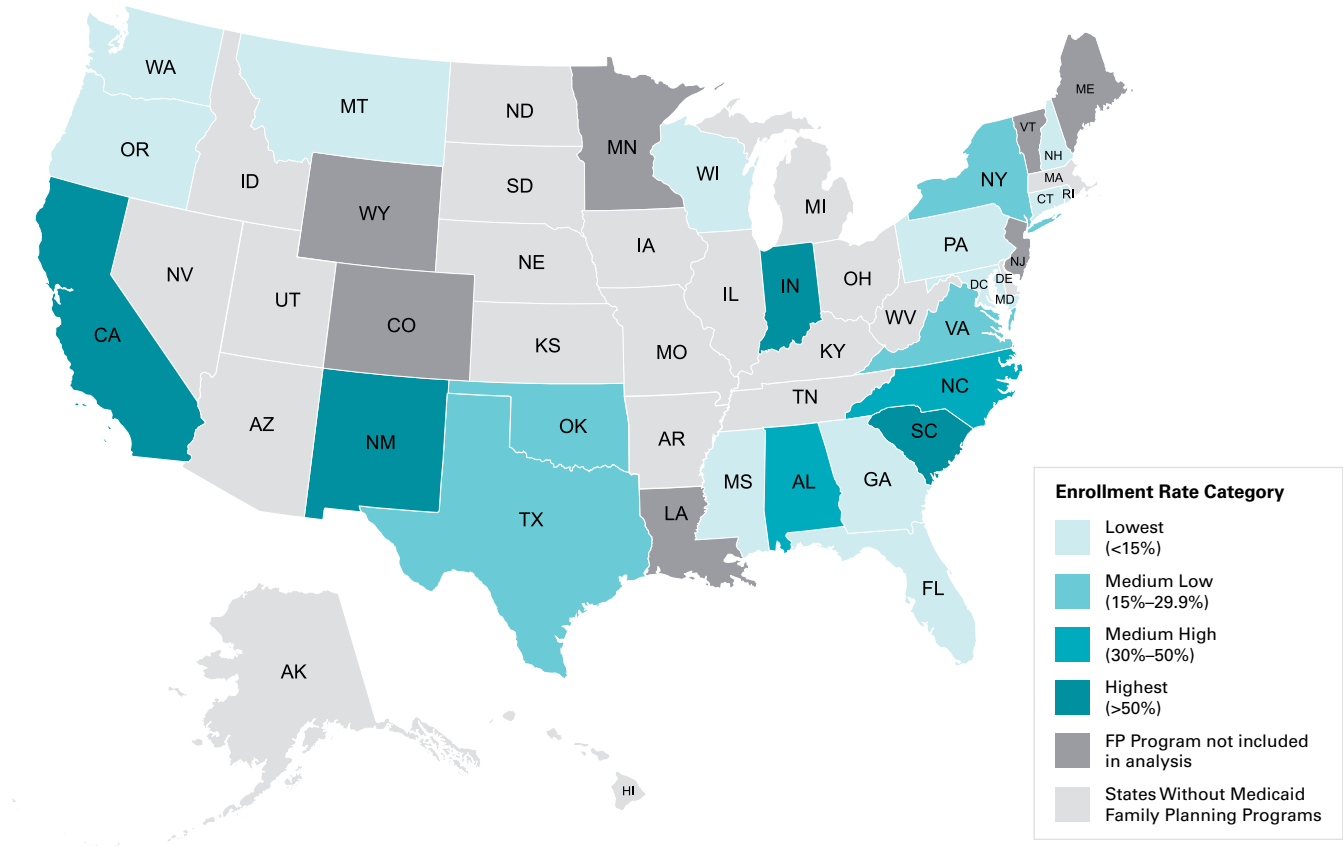 WA
MT
ND
MN
ME
VT
OR
ID
SD
WI
NH
NY
MA
WY
MI
CT RI
NV
NE
IA
PA
UT
IL
IN
OH
NJ
DC
DE
MD
CA
CO
KS
MO
WV
VA
KY
NC
AZ
NM
OK
AR
TN
SC
MS
AL
GA
TX
LA
FL
AK
HI
Enrollment Rate Category
Lowest
(<15%)
Medium Low
(15%–29.9%)
Medium High
(30%–50%)
Highest
(>50%)
FP Program not included
in analysis
States Without Medicaid
Family Planning Programs